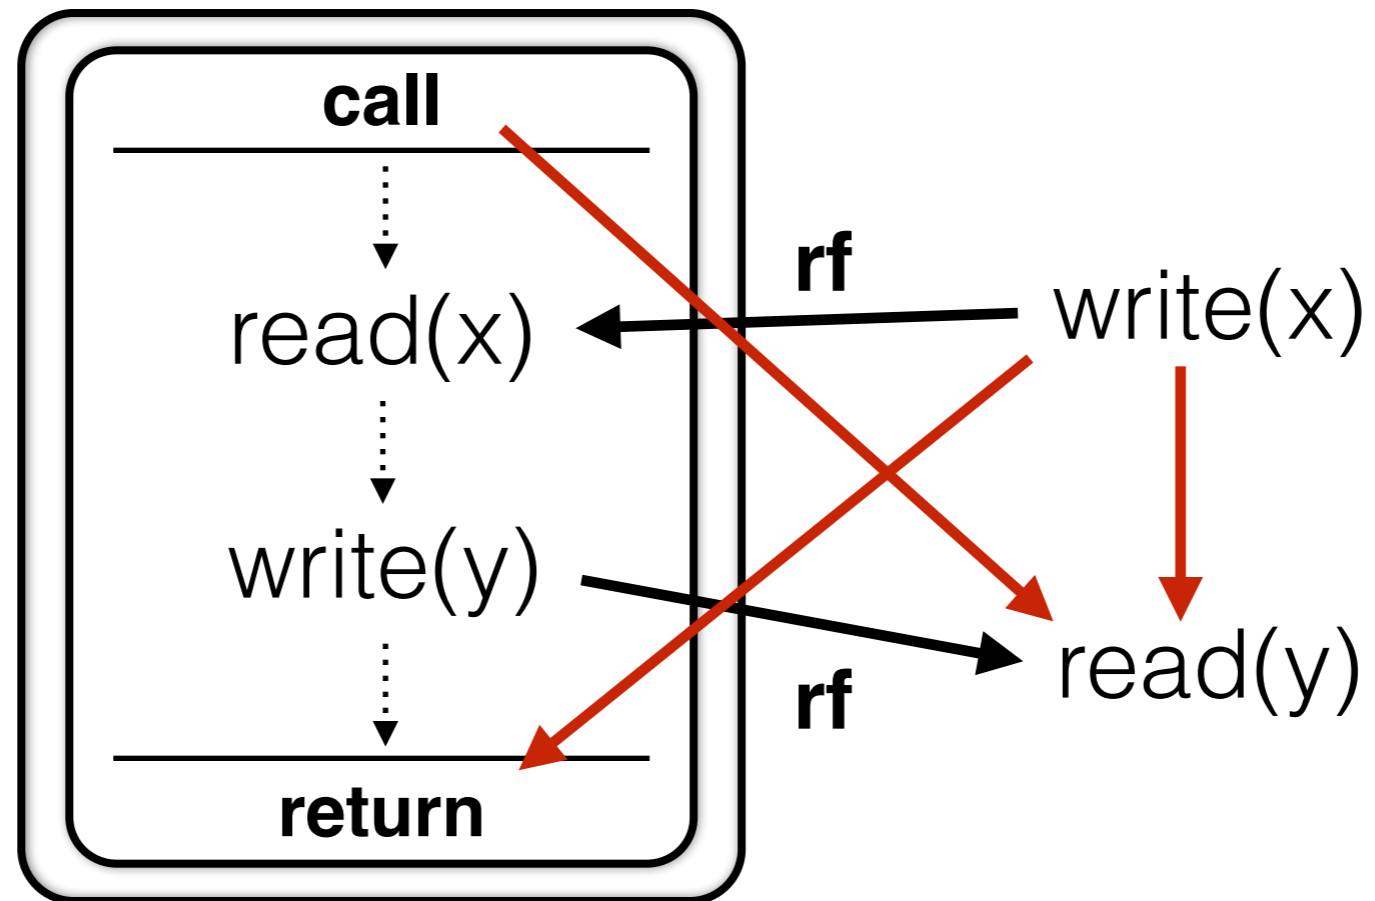 call
rf
read(x)
write(x)
write(y)
rf
read(y)
return